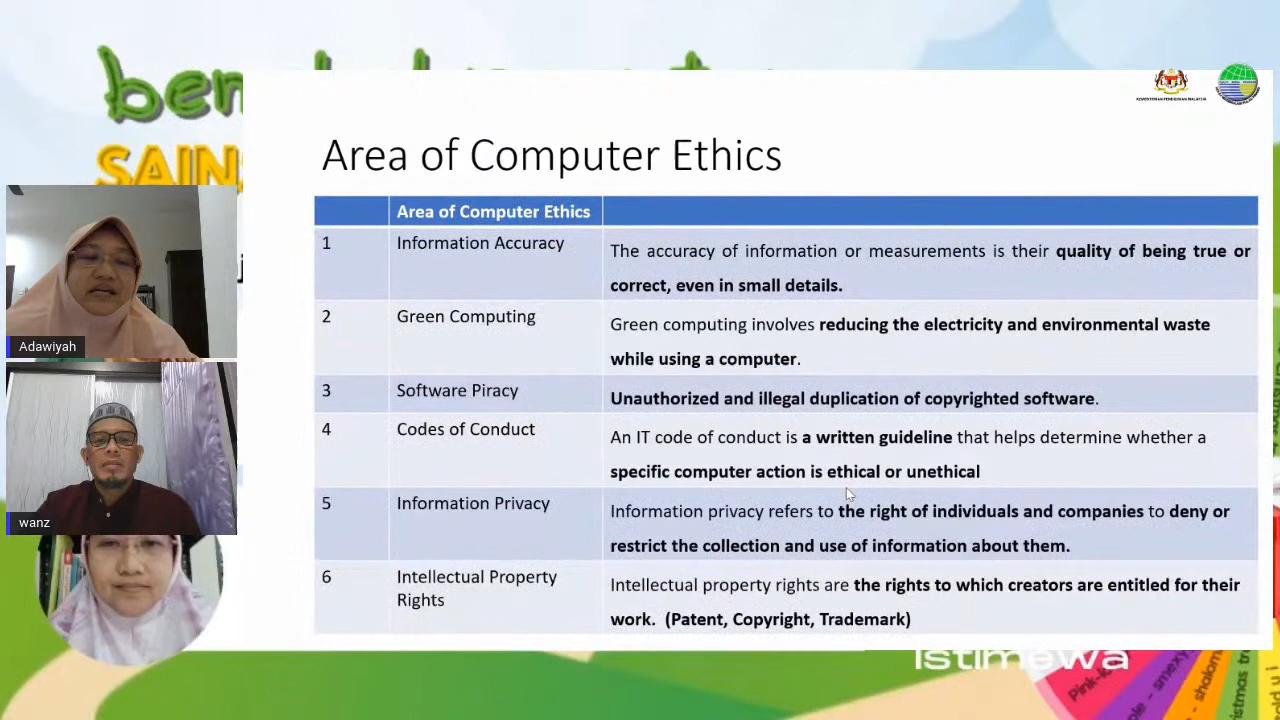 SAIN
KEMENTERIAN PENDIDIKAN MALAYSIA
Area of Computer Ethics
Area of Computer Ethics
1 Information Accuracy The accuracy of information or measurements is their quality of being true or
correct, even in small details.
2 Green Computing Green computing involves reducing the electricity and environmental waste
while using a computer.
3 Software Piracy Unauthorized and illegal duplication of copyrighted software.
4 Codes of Conduct An IT code of conduct is a written guideline that helps determine whether a
specific computer action is ethical or unethical
5 Information Privacy Information privacy refers to the right of individuals and companies to deny or
restrict the collection and use of information about them.
6 Intellectual Property
Rights
Intellectual property rights are the rights to which creators are entitled for their
work. (Patent, Copyright, Trademark)
Adawiyah
wanz
istimewa